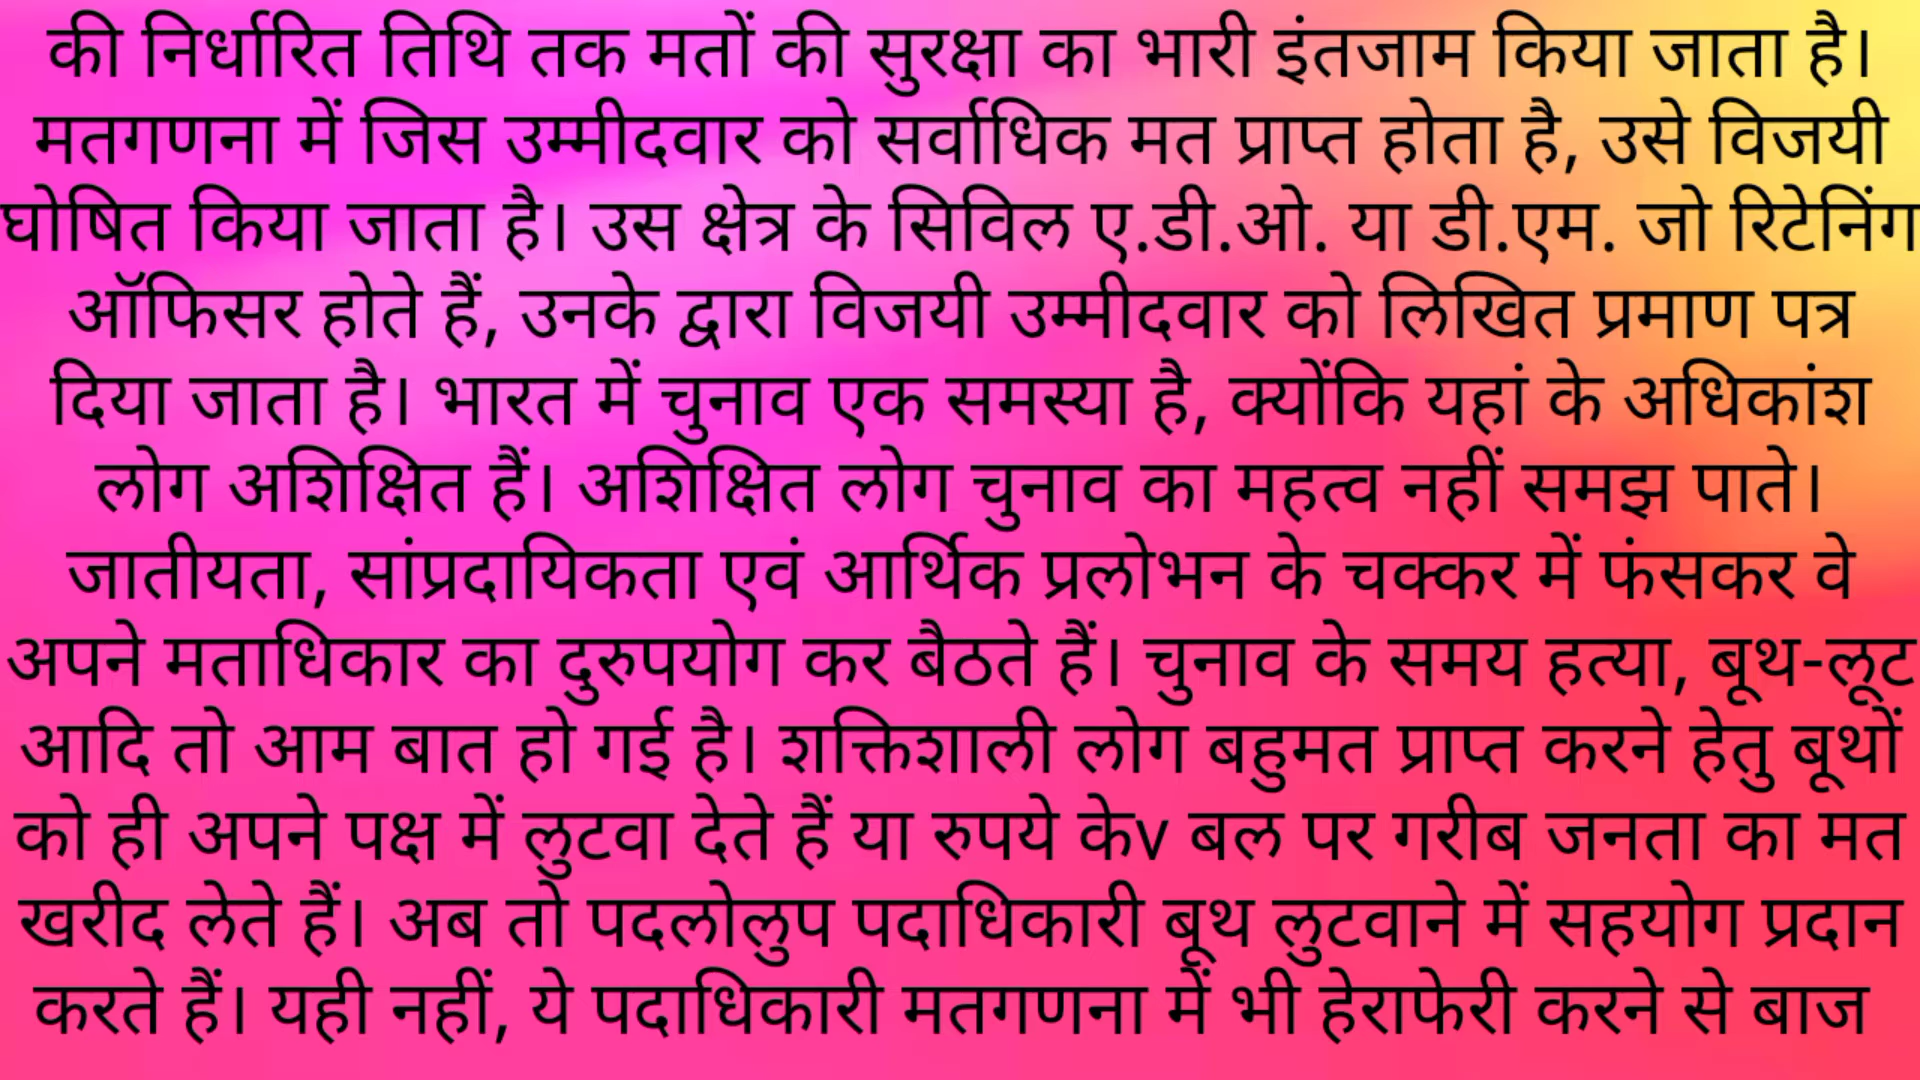 की निर्धारित तिथि तक मतों की सुरक्षा का भारी इंतजाम किया जाता है।
मतगणना में जिस उम्मीदवार को सर्वाधिक मत प्राप्त होता है, उसे विजयी
घोषित किया जाता है। उस क्षेत्र के सिविल ए.डी.ओ. या डी.एम. जो रिटेनिंग
ऑफिसर होते हैं, उनके द्वारा विजयी उम्मीदवार को लिखित प्रमाण पत्र
दिया जाता है। भारत में चुनाव एक समस्या है, क्योंकि यहां के अधिकांश
लोग अशिक्षित हैं। अशिक्षित लोग चुनाव का महत्व नहीं समझ पाते।
जातीयता, सांप्रदायिकता एवं आर्थिक प्रलोभन के चक्कर में फंसकर वे
अपने मताधिकार का दुरुपयोग कर बैठते हैं। चुनाव के समय हत्या, बूथ-लूट
आदि तो आम बात हो गई है। शक्तिशाली लोग बहुमत प्राप्त करने हेतु बूथों
को ही अपने पक्ष में लुटवा देते हैं या रुपये केv बल पर गरीब जनता का मत
खरीद लेते हैं। अब तो पदलोलुप पदाधिकारी बूथ लुटवाने में सहयोग प्रदान
करते हैं। यही नहीं, ये पदाधिकारी मतगणना में भी हेराफेरी करने से बाज